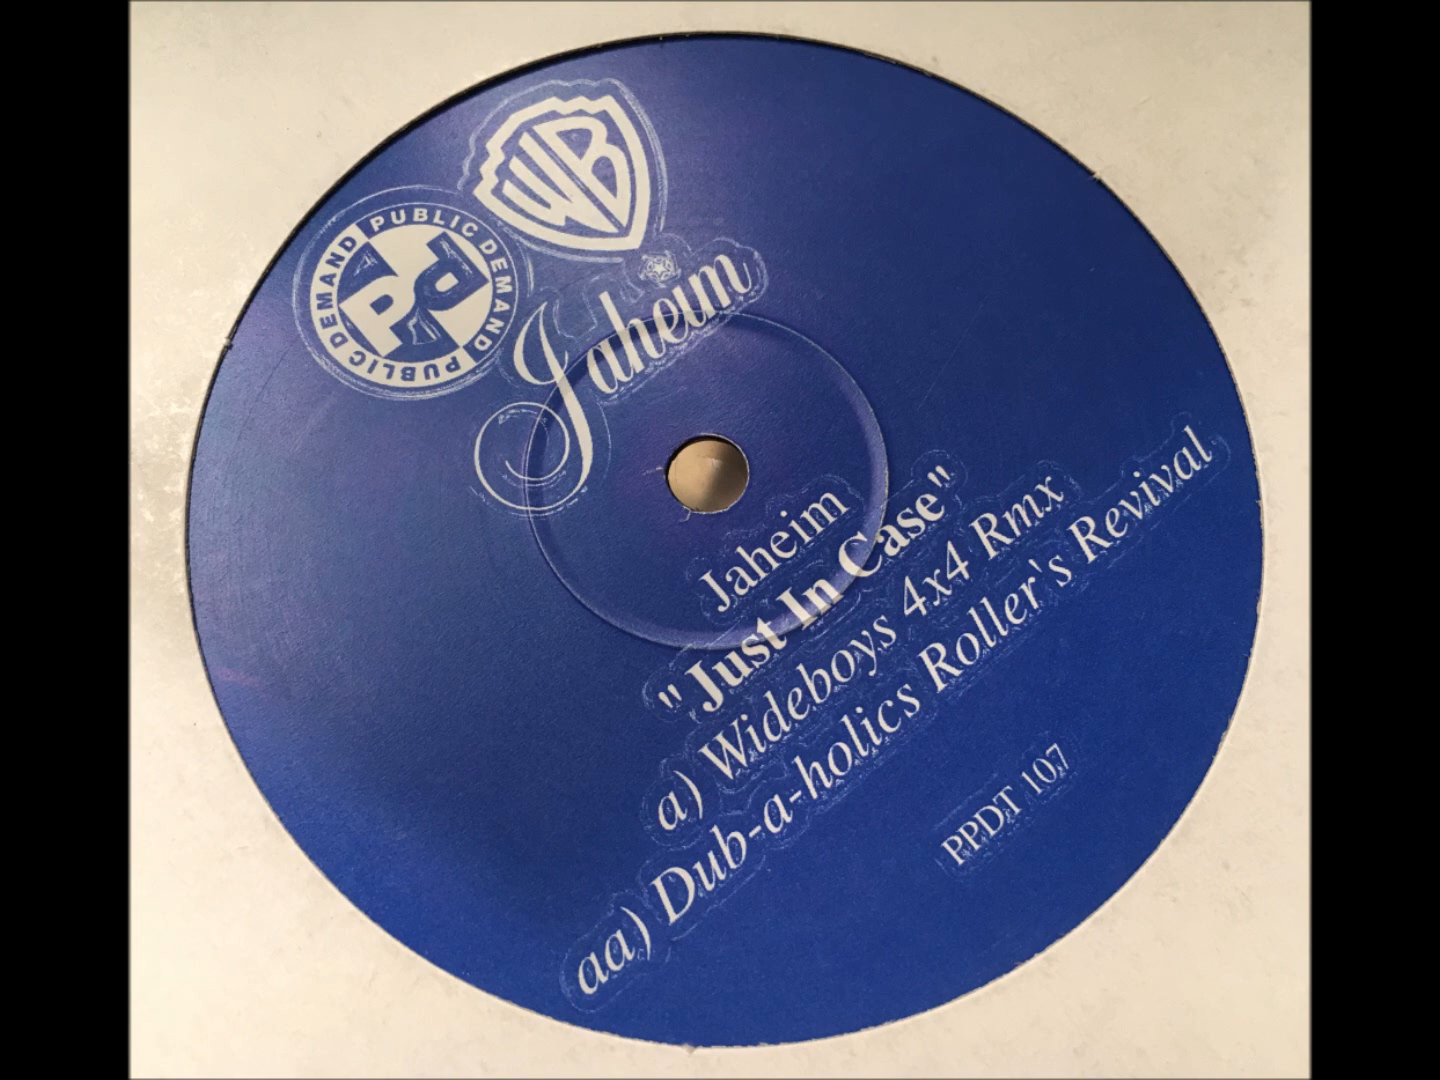 WB
PUBLIC DEMAND PUBLIC DEMAND PUBLIC DEMAND
Pd
Jaheim
Jaheim
"Just In Case"
a) Wideboys 4x4 Rmx
aa) Dub-a-holics Roller's Revival
PPDT 107